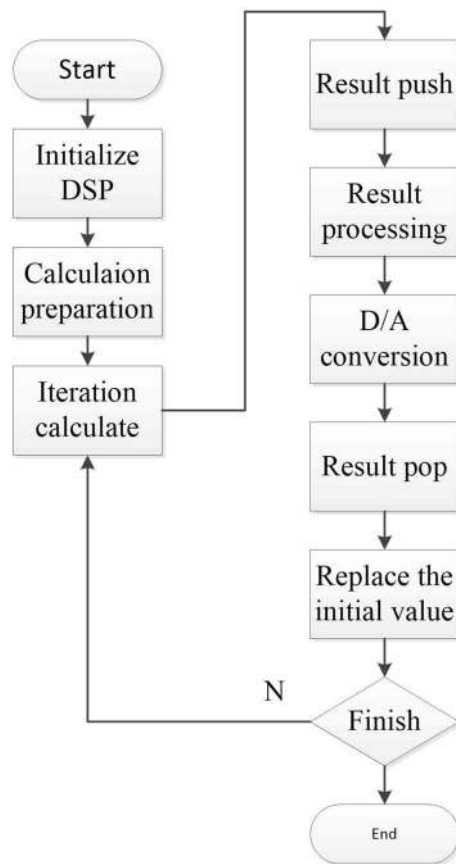 Start
Initialize
DSP
Calculaion
preparation
Iteration
calculate
Result push
Result
processing
D/A
conversion
Result pop
Replace the
initial value
Finish
N
End